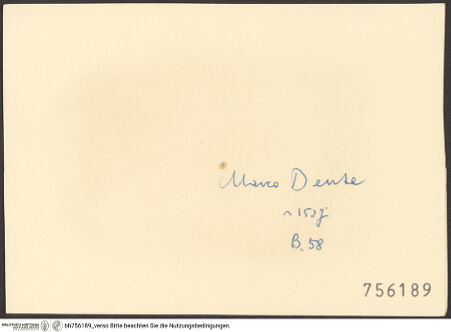 Marco Dente
B. 58
756189
bh756189_verso Bitte beachten Sie die Nutzungsbedingungen.